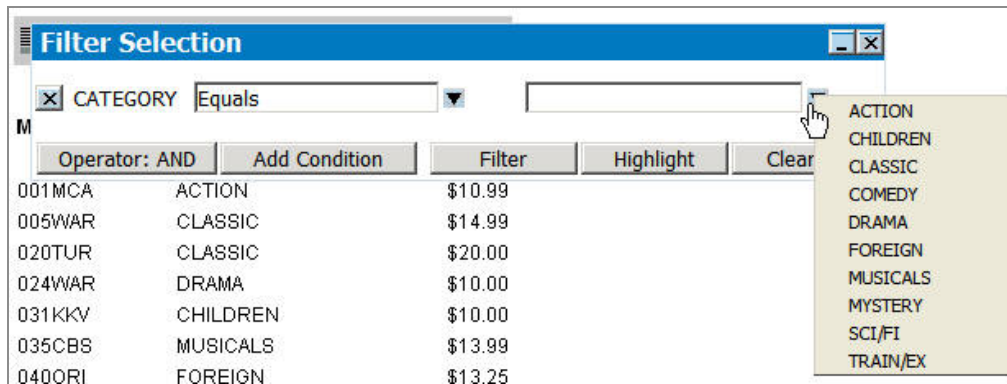 Filter Selection
CATEGORY Equals
M
Operator: AND Add Condition Filter Highlight Clear
001MCA ACTION $10.99
005WAR CLASSIC $14.99
020TUR CLASSIC $20.00
024WAR DRAMA $10.00
031KKV CHILDREN $10.00
035CBS MUSICALS $13.99
040ORI FOREIGN $13.25
ACTION
CHILDREN
CLASSIC
COMEDY
DRAMA
FOREIGN
MUSICALS
MYSTERY
SCI/FI
TRAIN/EX